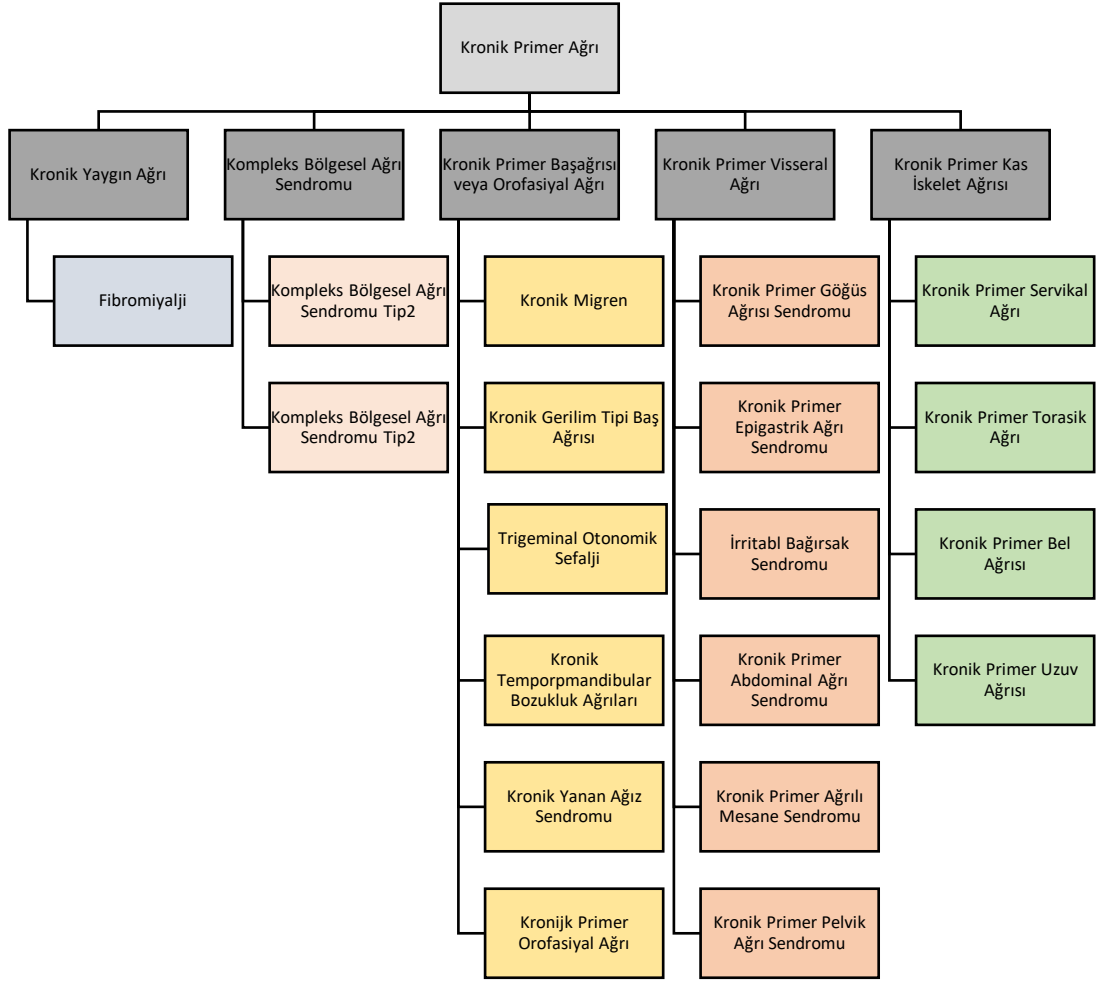 Kronik Primer Ağrı
Kronik Yaygın Ağrı
Kompleks Bölgesel Ağrı
Sendromu
Kronik Primer Başağrısı
veya Orofasiyal Ağrı
Kronik Primer Visseral
Ağrı
Kronik Primer Kas
İskelet Ağrısı
Fibromiyalji
Kompleks Bölgesel Ağrı
Sendromu Tip2
Kompleks Bölgesel Ağrı
Sendromu Tip2
Kronik Migren
Kronik Gerilim Tipi Baş
Ağrısı
Trigeminal Otonomik
Sefalji
Kronik
Temporpmandibular
Bozukluk Ağrıları
Kronik Yanan Ağız
Sendromu
Kronijk Primer
Orofasiyal Ağrı
Kronik Primer Göğüs
Ağrısı Sendromu
Kronik Primer
Epigastrik Ağrı
Sendromu
İrritabl Bağırsak
Sendromu
Kronik Primer
Abdominal Ağrı
Sendromu
Kronik Primer Ağrılı
Mesane Sendromu
Kronik Primer Pelvik
Ağrı Sendromu
Kronik Primer Servikal
Ağrı
Kronik Primer Torasik
Ağrı
Kronik Primer Bel
Ağrısı
Kronik Primer Uzuv
Ağrısı